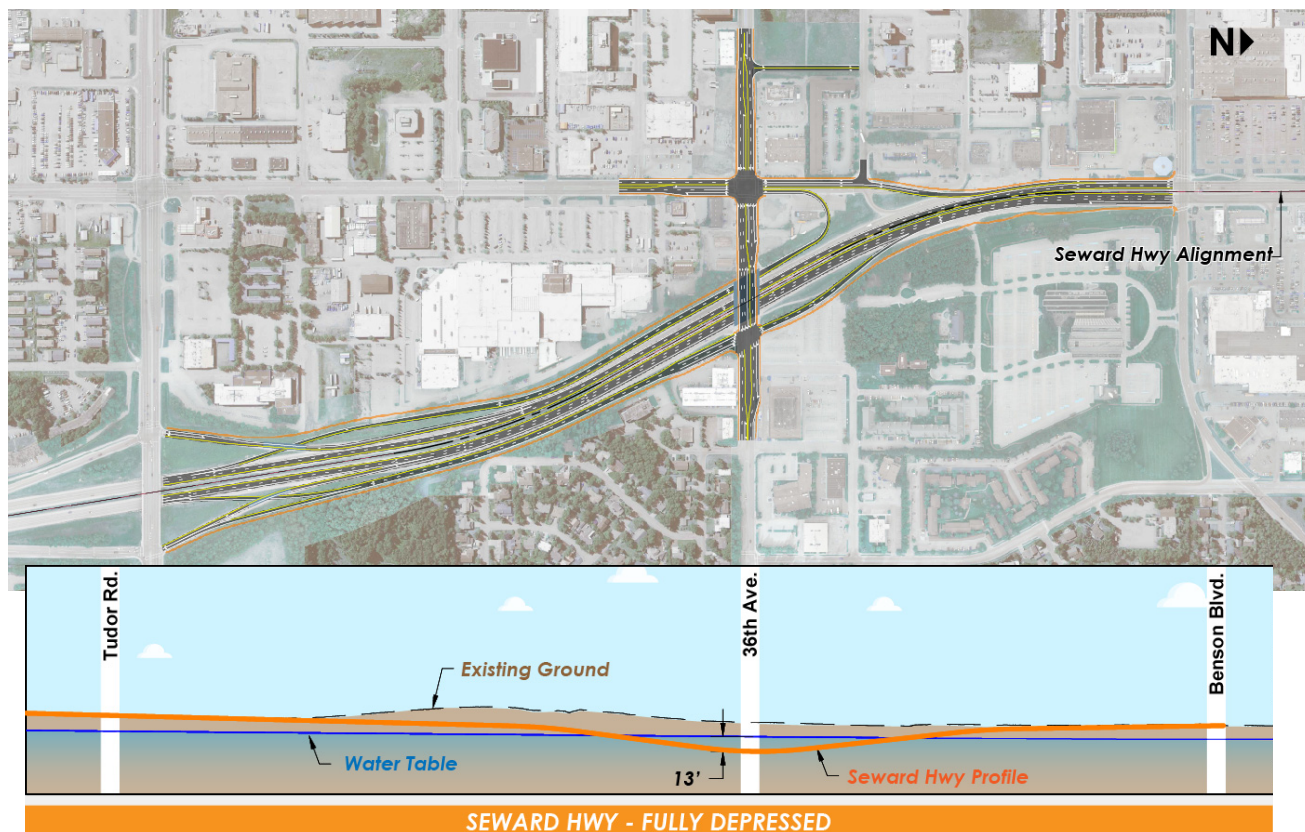 N
Seward Hwy Alignment
Tudor Rd.
36th Ave.
Benson Blvd.
Existing Ground
Water Table
13'
Seward Hwy Profile
SEWARD HWY - FULLY DEPRESSED